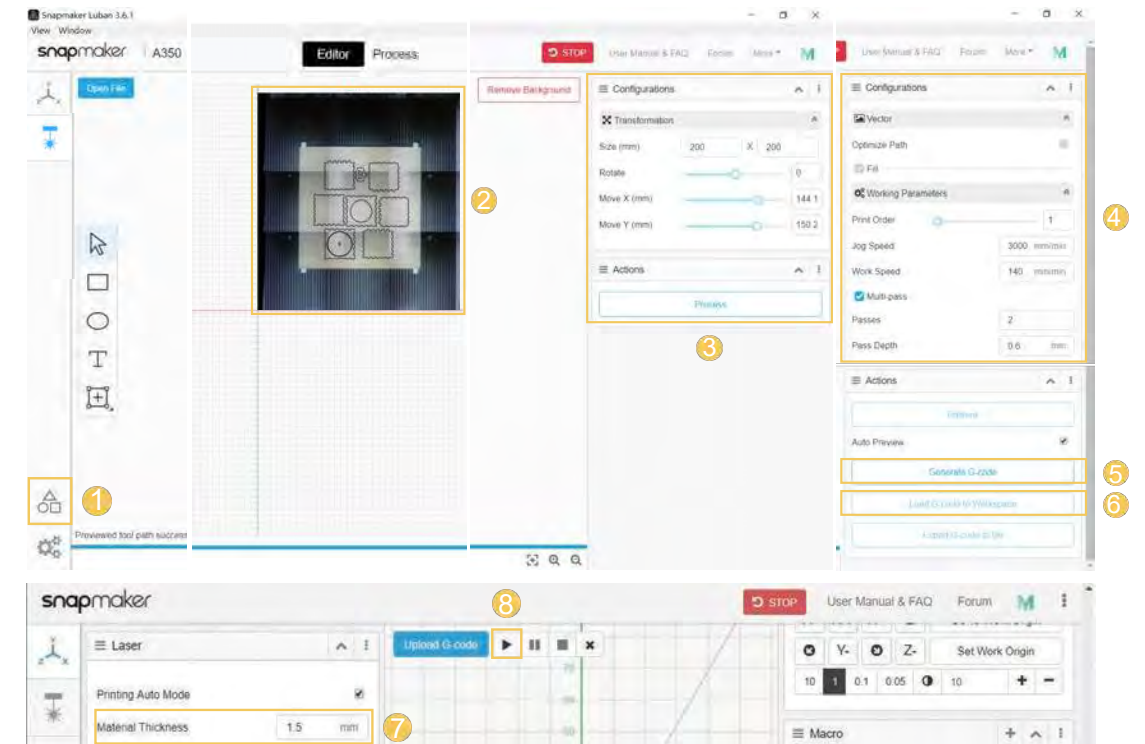 Snapmaker Luban 3.6.1
View Window
snapmaker A350
Editor Process
STOP User Manual & FAQ Forum More
User Manual & FAQ Forum More
Open File
Remove Background
Configurations
Transformation
Size (mm) 200 X 200
Rotate 0
Move X (mm) 144.1
Move Y (mm) 150.2
Actions
Process
Configurations
Vector
Optimize Path
Fill
Working Parameters
Print Order 1
Jog Speed 3000 mm/min
Work Speed 140 mm/min
Multi-pass
Passes 2
Pass Depth 0.6 mm
Actions
Preview
Auto Preview
Generate G-code
Load G-code to Workspace
Export G-code to file
T
Previewed tool path success
1
2
3
4
5
6
snapmaker
8
STOP User Manual & FAQ Forum
Laser
Upload G-code
Y- Z- Set Work Origin
10 1 0.1 0.05 10 + -
Printing Auto Mode
Material Thickness 1.5 mm
7
Macro